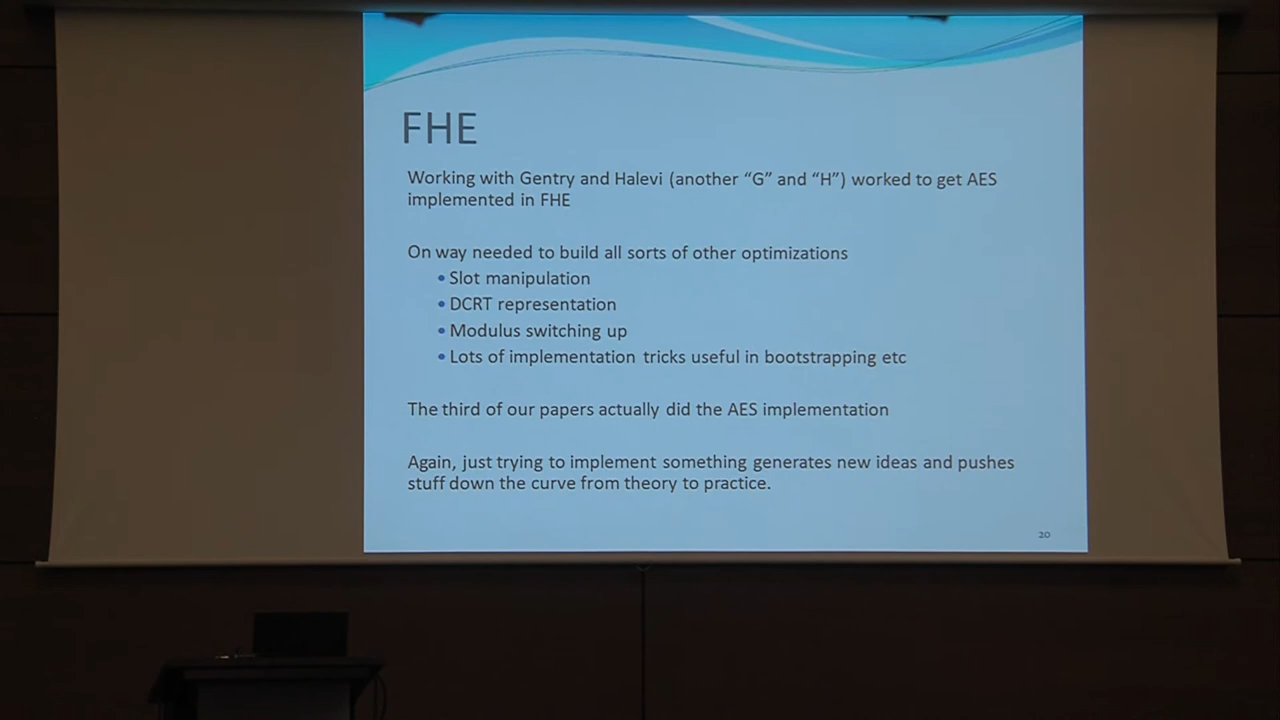 FHE
Working with Gentry and Halevi (another “G” and “H”) worked to get AES
implemented in FHE
On way needed to build all sorts of other optimizations
• Slot manipulation
• DCRT representation
• Modulus switching up
• Lots of implementation tricks useful in bootstrapping etc
The third of our papers actually did the AES implementation
Again, just trying to implement something generates new ideas and pushes
stuff down the curve from theory to practice.
20